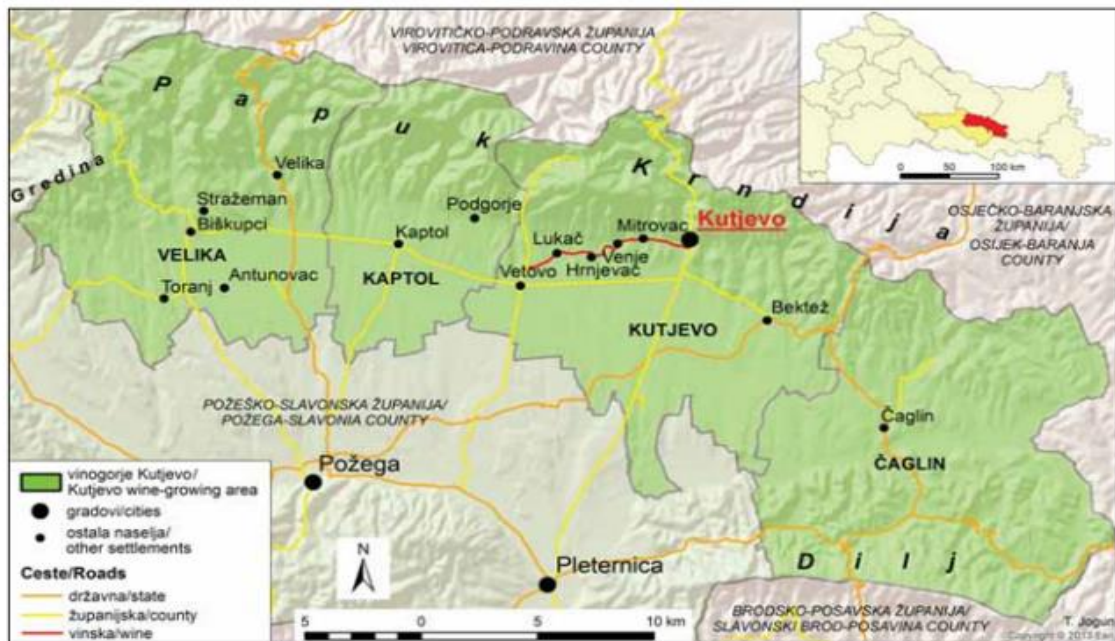 VIROVITIČKO-PODRAVSKA ŽUPANIJA
VIROVITICA-PODRAVINA COUNTY
0 50 100 km
Papuk
Gredina
Velika
Krndija
Stražeman
Biškupci
Podgorje
Kutjevo
OSJEČKO-BARANJSKA
ŽUPANIJA/
OSIJEK-BARANJA
COUNTY
Kaptol
Lukač
Mitrovac
VELIKA
Venje
Hrnjevač
Antunovac
KAPTOL
Vetovo
Toranj
Bektež
KUTJEVO
POŽEŠKO-SLAVONSKA ŽUPANIJA/
POŽEGA-SLAVONIA COUNTY
Čaglin
ČAGLIN
Požega
vinogorje Kutjevo/
Kutjevo wine-growing area
gradovi/cities
ostala naselja/
other settlements
Ceste/Roads
državna/state
županijska/county
vinska/wine
N
Pleternica
Dilj
5 0 5 10 km
BRODSKO-POSAVSKA ŽUPANIJA/
SLAVONSKI BROD-POSAVINA COUNTY
T. Jogun